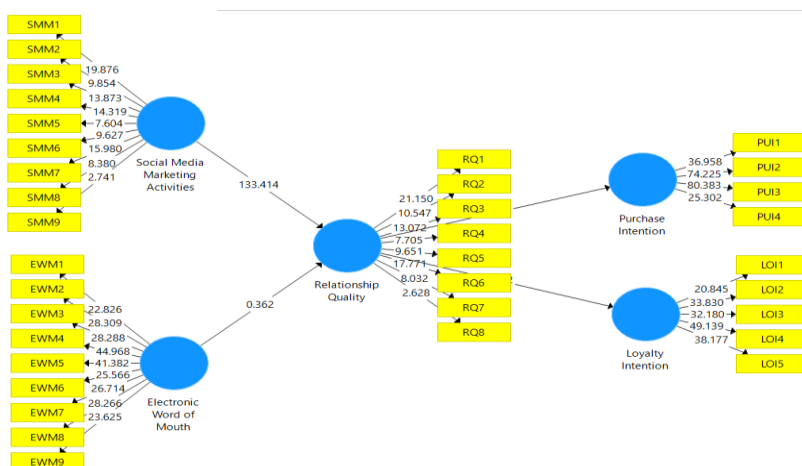 SMM1
SMM2
SMM3
SMM4
SMM5
SMM6
SMM7
SMM8
SMM9
19.876
9.854
13.873
14.319
7.604
9.627
15.980
8.380
2.741
Social Media
Marketing
Activities
133.414
EWM1
EWM2
EWM3
EWM4
EWM5
EWM6
EWM7
EWM8
EWM9
22.826
28.309
28.288
44.968
41.382
25.566
26.714
28.266
23.625
Electronic
Word of
Mouth
0.362
Relationship
Quality
21.150
10.547
13.072
7.705
9.651
17.771
8.032
2.628
RQ1
RQ2
RQ3
RQ4
RQ5
RQ6
RQ7
RQ8
Purchase
Intention
36.958
74.225
80.383
25.302
PUI1
PUI2
PUI3
PUI4
Loyalty
Intention
20.845
33.830
32.180
49.139
38.177
LOI1
LOI2
LOI3
LOI4
LOI5